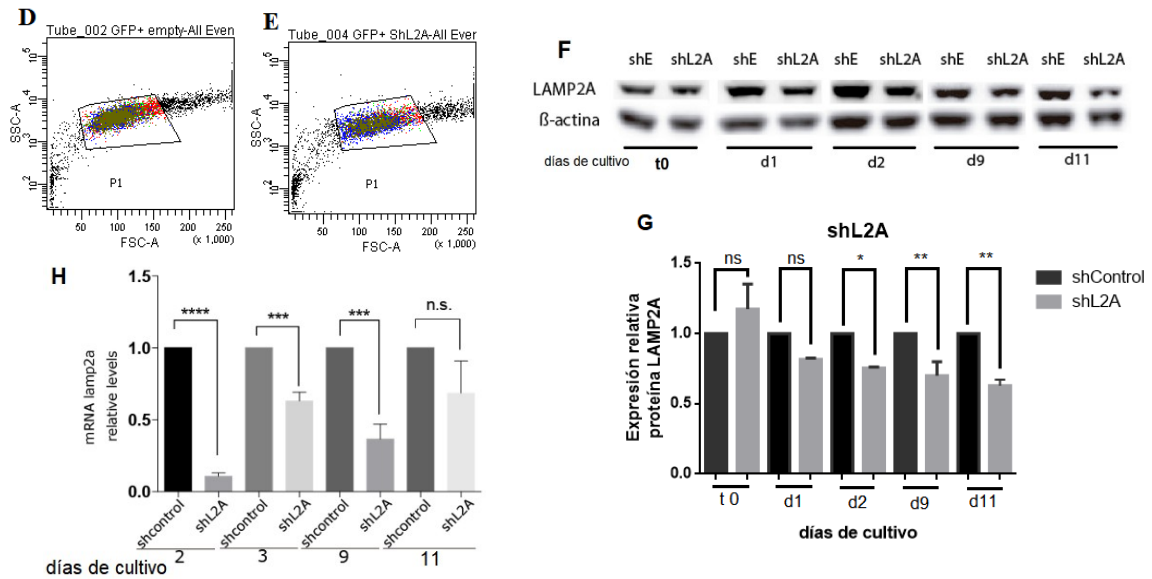 D
Tube_002 GFP+ empty-All Even
SSC-A
10^5
10^4
10^3
10^2
P1
50 100 150 200 250
FSC-A
(x 1,000)
E
Tube_004 GFP+ ShL2A-All Ever
SSC-A
10^5
10^4
10^3
10^2
P1
50 100 150 200 250
FSC-A
(x 1,000)
F
shE shL2A shE shL2A shE shL2A shE shL2A shE shL2A
LAMP2A
ß-actina
días de cultivo t0 d1 d2 d9 d11
G
shL2A
Expresión relativa
proteína LAMP2A
1.5
1.0
0.5
0.0
ns ns * ** **
t 0 d1 d2 d9 d11
días de cultivo
shControl
shL2A
H
mRNA lamp2a
relative levels
1.5
1.0
0.5
0.0
**** *** *** n.s.
shcontrol shL2A shcontrol shL2A shcontrol shL2A shcontrol shL2A
2 3 9 11
días de cultivo